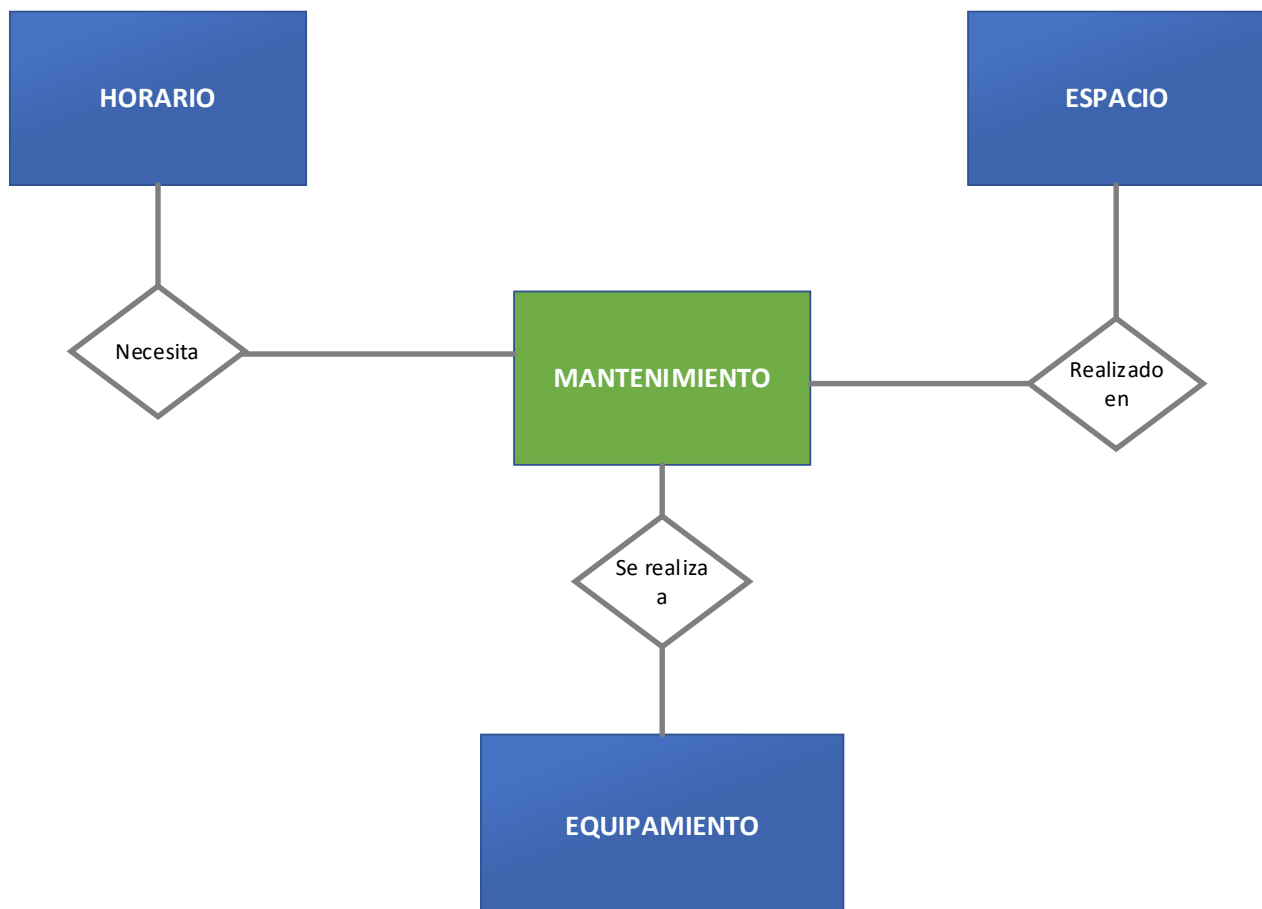 HORARIO
ESPACIO
Necesita
MANTENIMIENTO
Realizado
en
Se realiza
a
EQUIPAMIENTO